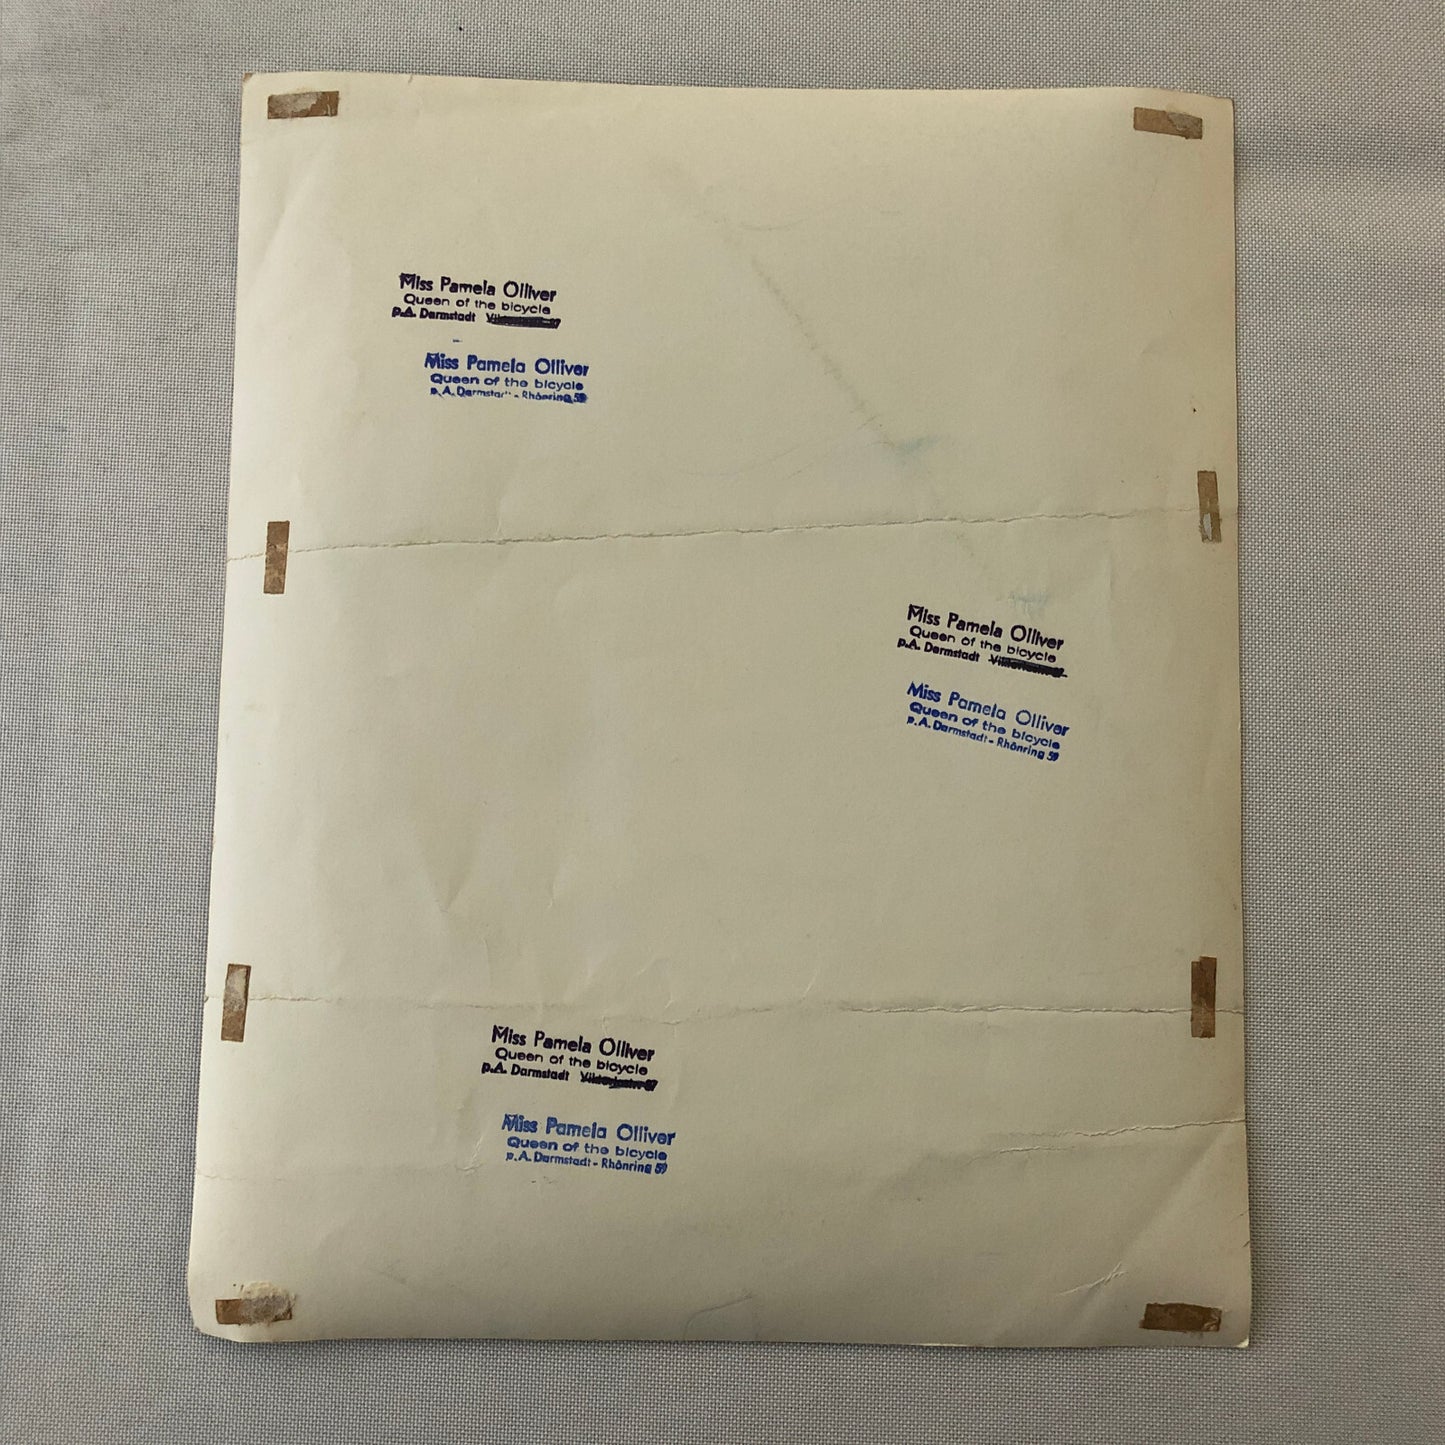 Miss Pamela Olliver
Queen of the bicycle
p.A. Darmstadt
Miss Pamela Olliver
Queen of the bicycle
p.A. Darmstadt - Rhönring 59
Miss Pamela Olliver
Queen of the bicycle
p.A. Darmstadt
Miss Pamela Olliver
Queen of the bicycle
p.A. Darmstadt - Rhönring 59
Miss Pamela Olliver
Queen of the bicycle
p.A. Darmstadt
Miss Pamela Olliver
Queen of the bicycle
p.A. Darmstadt - Rhönring 59